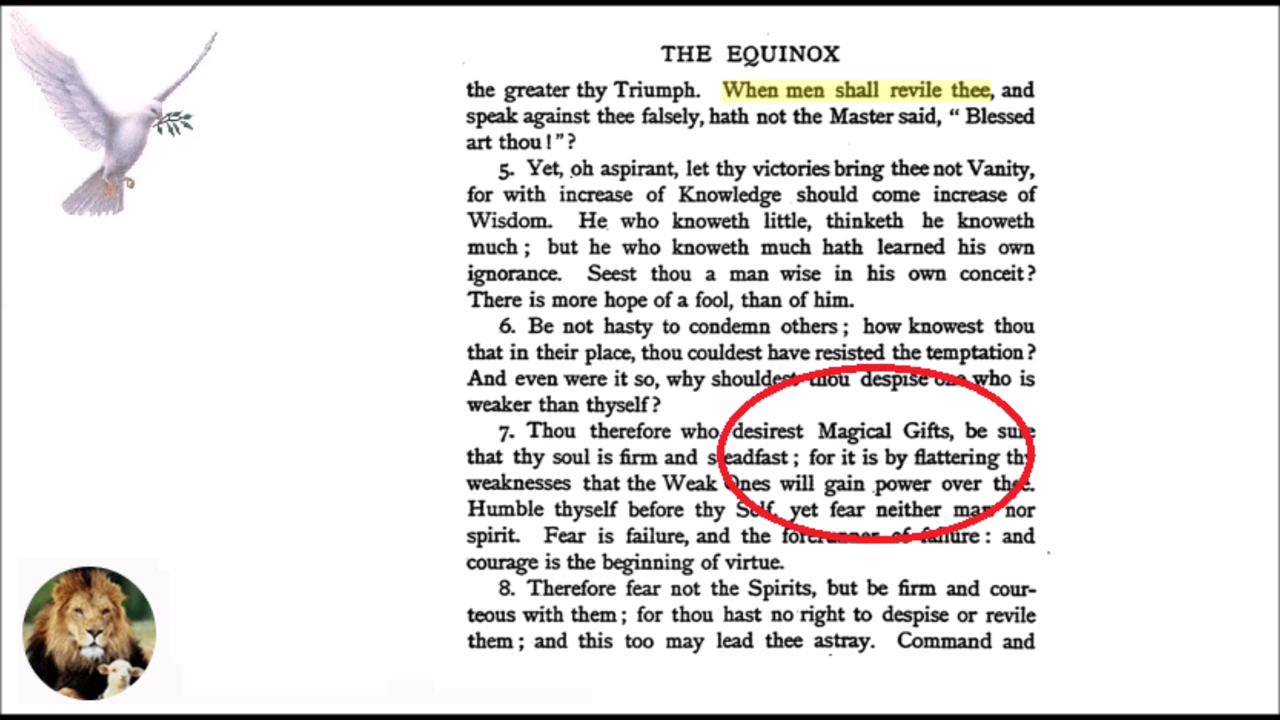 THE EQUINOX
the greater thy Triumph. When men shall revile thee, and
speak against thee falsely, hath not the Master said, “ Blessed
art thou ! ” ?
5. Yet, oh aspirant, let thy victories bring thee not Vanity,
for with increase of Knowledge should come increase of
Wisdom. He who knoweth little, thinketh he knoweth
much ; but he who knoweth much hath learned his own
ignorance. Seest thou a man wise in his own conceit?
There is more hope of a fool, than of him.
6. Be not hasty to condemn others ; how knowest thou
that in their place, thou couldest have resisted the temptation?
And even were it so, why shouldest thou despise one who is
weaker than thyself?
7. Thou therefore who desirest Magical Gifts, be sure
that thy soul is firm and steadfast ; for it is by flattering thy
weaknesses that the Weak Ones will gain power over thee.
Humble thyself before thy Self, yet fear neither man nor
spirit. Fear is failure, and the forerunner of failure : and
courage is the beginning of virtue.
8. Therefore fear not the Spirits, but be firm and cour-
teous with them ; for thou hast no right to despise or revile
them ; and this too may lead thee astray. Command and